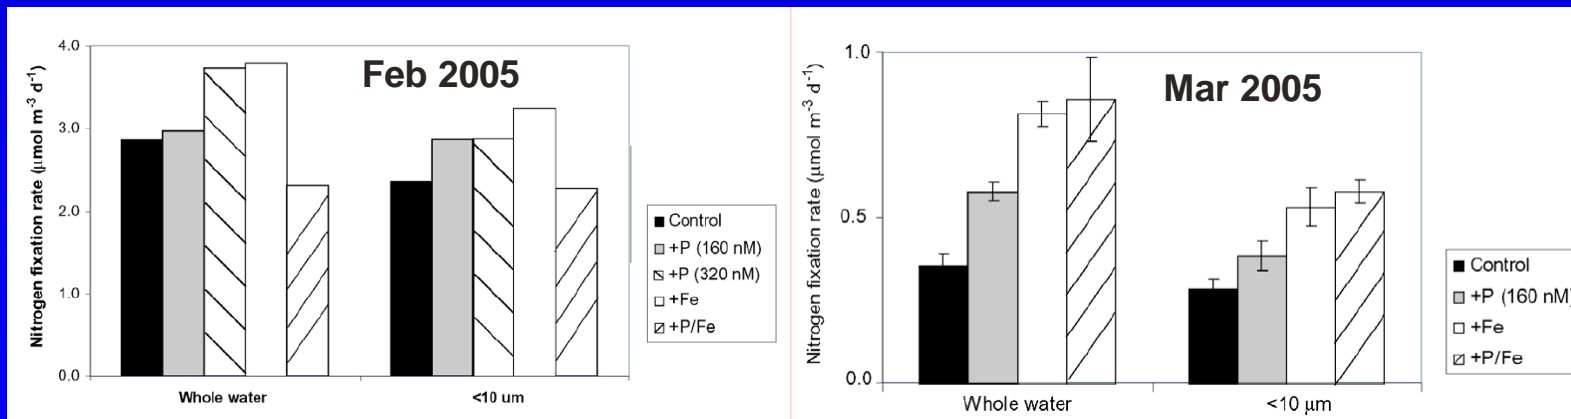 Feb 2005
Nitrogen fixation rate (µmol m⁻³ d⁻¹)
4.0
3.0
2.0
1.0
0.0
Whole water
<10 um
Control
+P (160 nM)
+P (320 nM)
+Fe
+P/Fe
Mar 2005
Nitrogen fixation rate (µmol m⁻³ d⁻¹)
1.0
0.5
0.0
Whole water
<10 µm
Control
+P (160 nM)
+Fe
+P/Fe